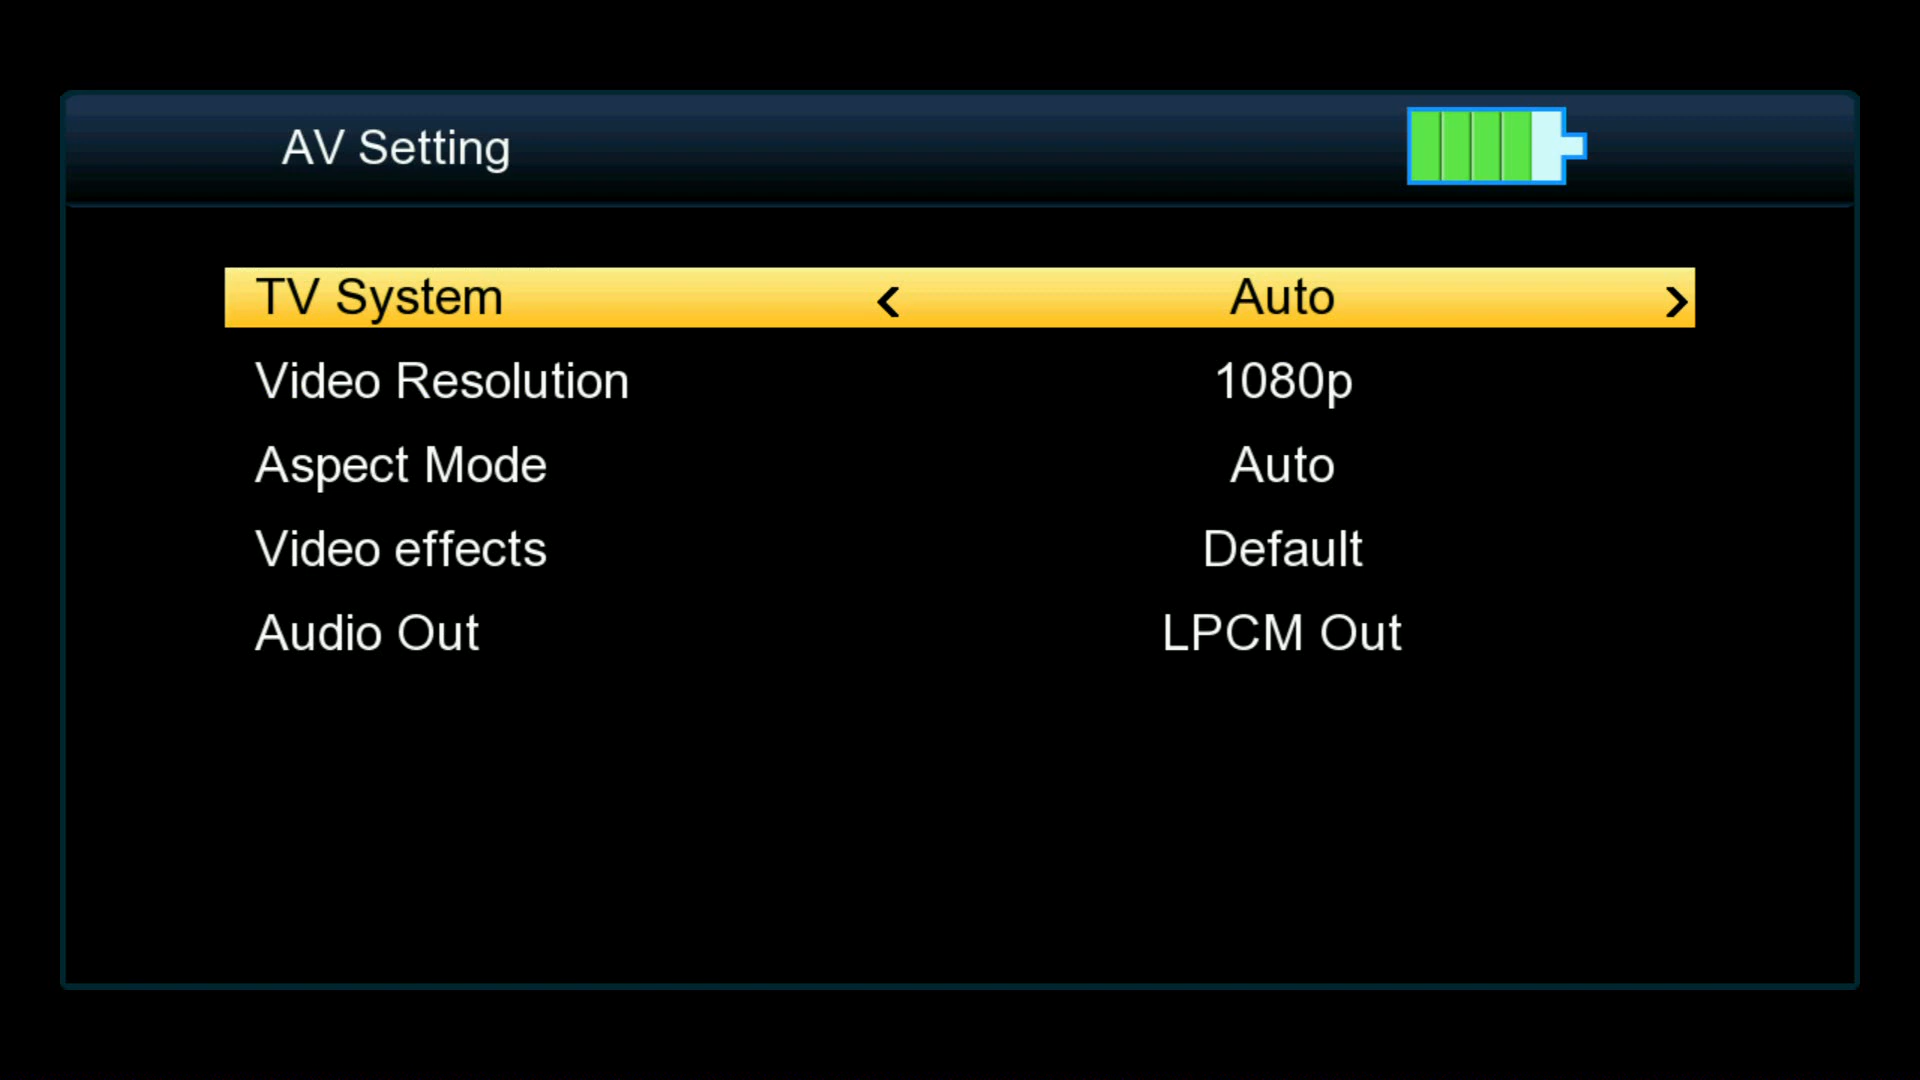 AV Setting
TV System < Auto >
Video Resolution 1080p
Aspect Mode Auto
Video effects Default
Audio Out LPCM Out